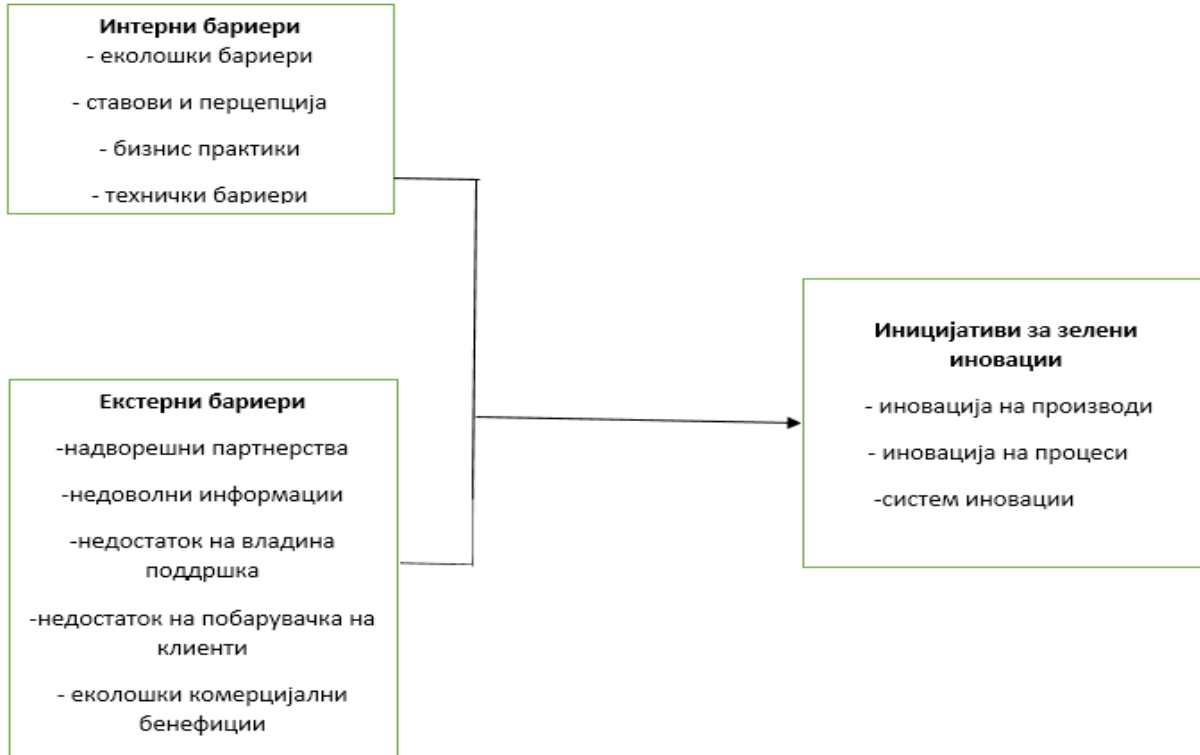 Интерни бариери
- еколошки бариери
- ставови и перцепција
- бизнис практики
- технички бариери
Екстерни бариери
-надворешни партнерства
-недоволни информации
-недостаток на владина
поддршка
-недостаток на побарувачка на
клиенти
- еколошки комерцијални
бенефиции
Иницијативи за зелени
иновации
- иновација на производи
- иновација на процеси
-систем иновации